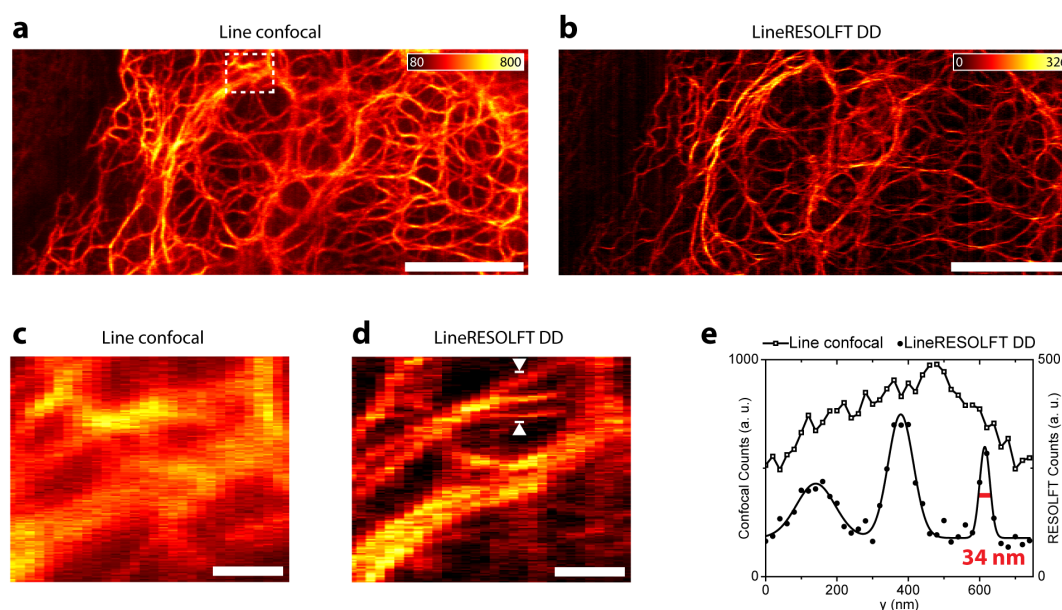 a Line confocal
80 800
b LineRESOLFT DD
0 320
c Line confocal
d LineRESOLFT DD
e
Line confocal LineRESOLFT DD
1000 500
Confocal Counts (a. u.)
RESOLFT Counts (a. u.)
34 nm
0 0
0 200 400 600
y (nm)